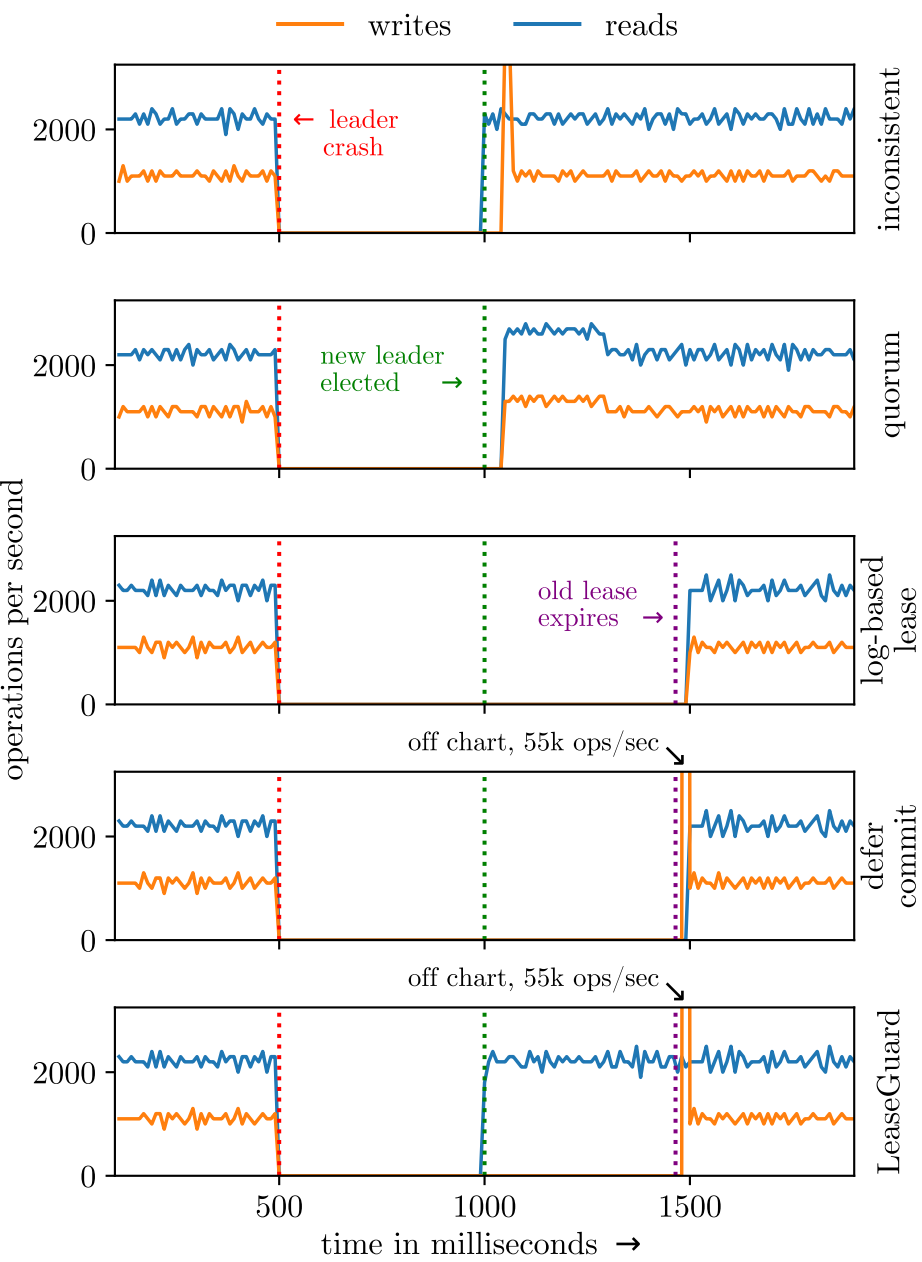 writes reads
2000
0
← leader
crash
inconsistent
2000
0
new leader
elected →
quorum
operations per second
2000
0
old lease
expires →
log-based
lease
off chart, 55k ops/sec
2000
0
defer
commit
off chart, 55k ops/sec
2000
0
LeaseGuard
500 1000 1500
time in milliseconds →